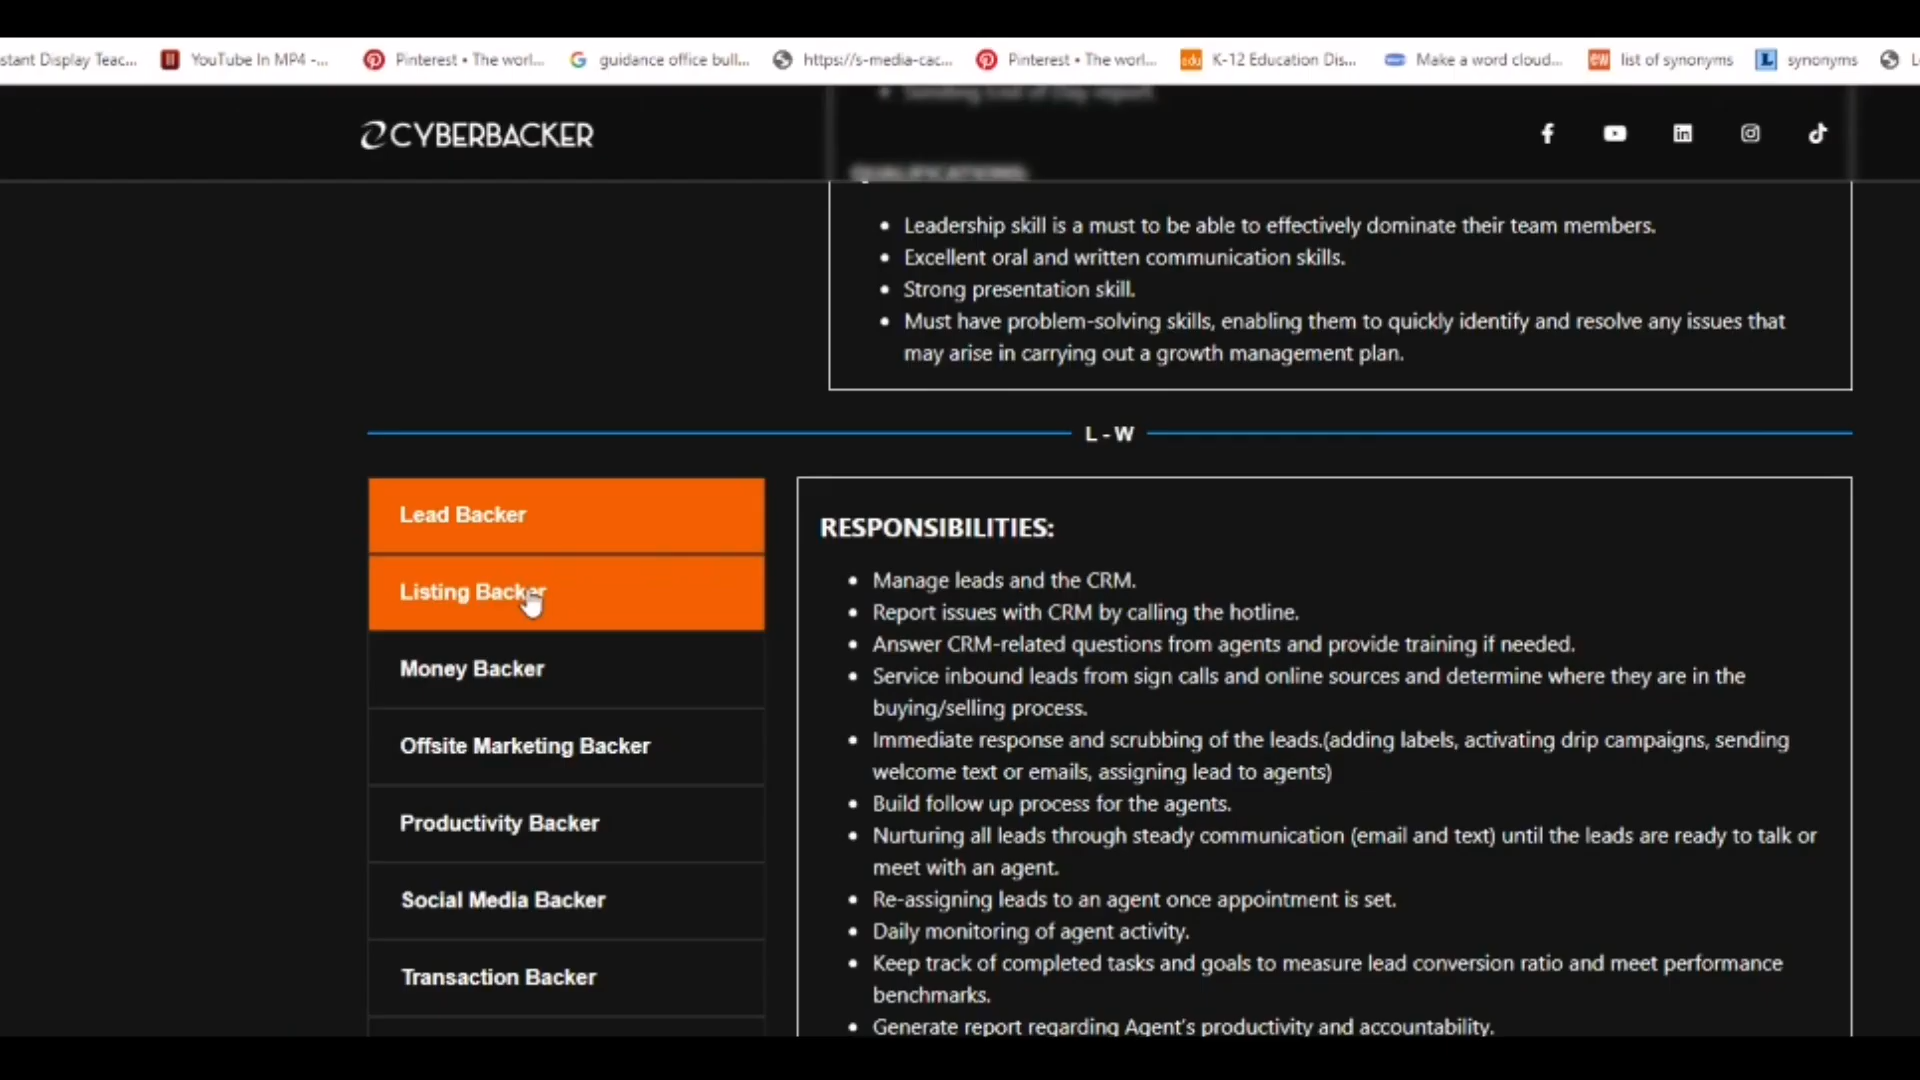 stant Display Teac...
YouTube In MP4 -...
Pinterest • The worl...
guidance office bull...
https://s-media-cac...
Pinterest • The worl...
K-12 Education Dis...
Make a word cloud...
list of synonyms
synonyms
Sending End of Day report.
CYBERBACKER
QUALIFICATIONS:
• Leadership skill is a must to be able to effectively dominate their team members.
• Excellent oral and written communication skills.
• Strong presentation skill.
• Must have problem-solving skills, enabling them to quickly identify and resolve any issues that
may arise in carrying out a growth management plan.
L - W
Lead Backer
Listing Backer
Money Backer
Offsite Marketing Backer
Productivity Backer
Social Media Backer
Transaction Backer
RESPONSIBILITIES:
• Manage leads and the CRM.
• Report issues with CRM by calling the hotline.
• Answer CRM-related questions from agents and provide training if needed.
• Service inbound leads from sign calls and online sources and determine where they are in the
buying/selling process.
• Immediate response and scrubbing of the leads.(adding labels, activating drip campaigns, sending
welcome text or emails, assigning lead to agents)
• Build follow up process for the agents.
• Nurturing all leads through steady communication (email and text) until the leads are ready to talk or
meet with an agent.
• Re-assigning leads to an agent once appointment is set.
• Daily monitoring of agent activity.
• Keep track of completed tasks and goals to measure lead conversion ratio and meet performance
benchmarks.
• Generate report regarding Agent's productivity and accountability.